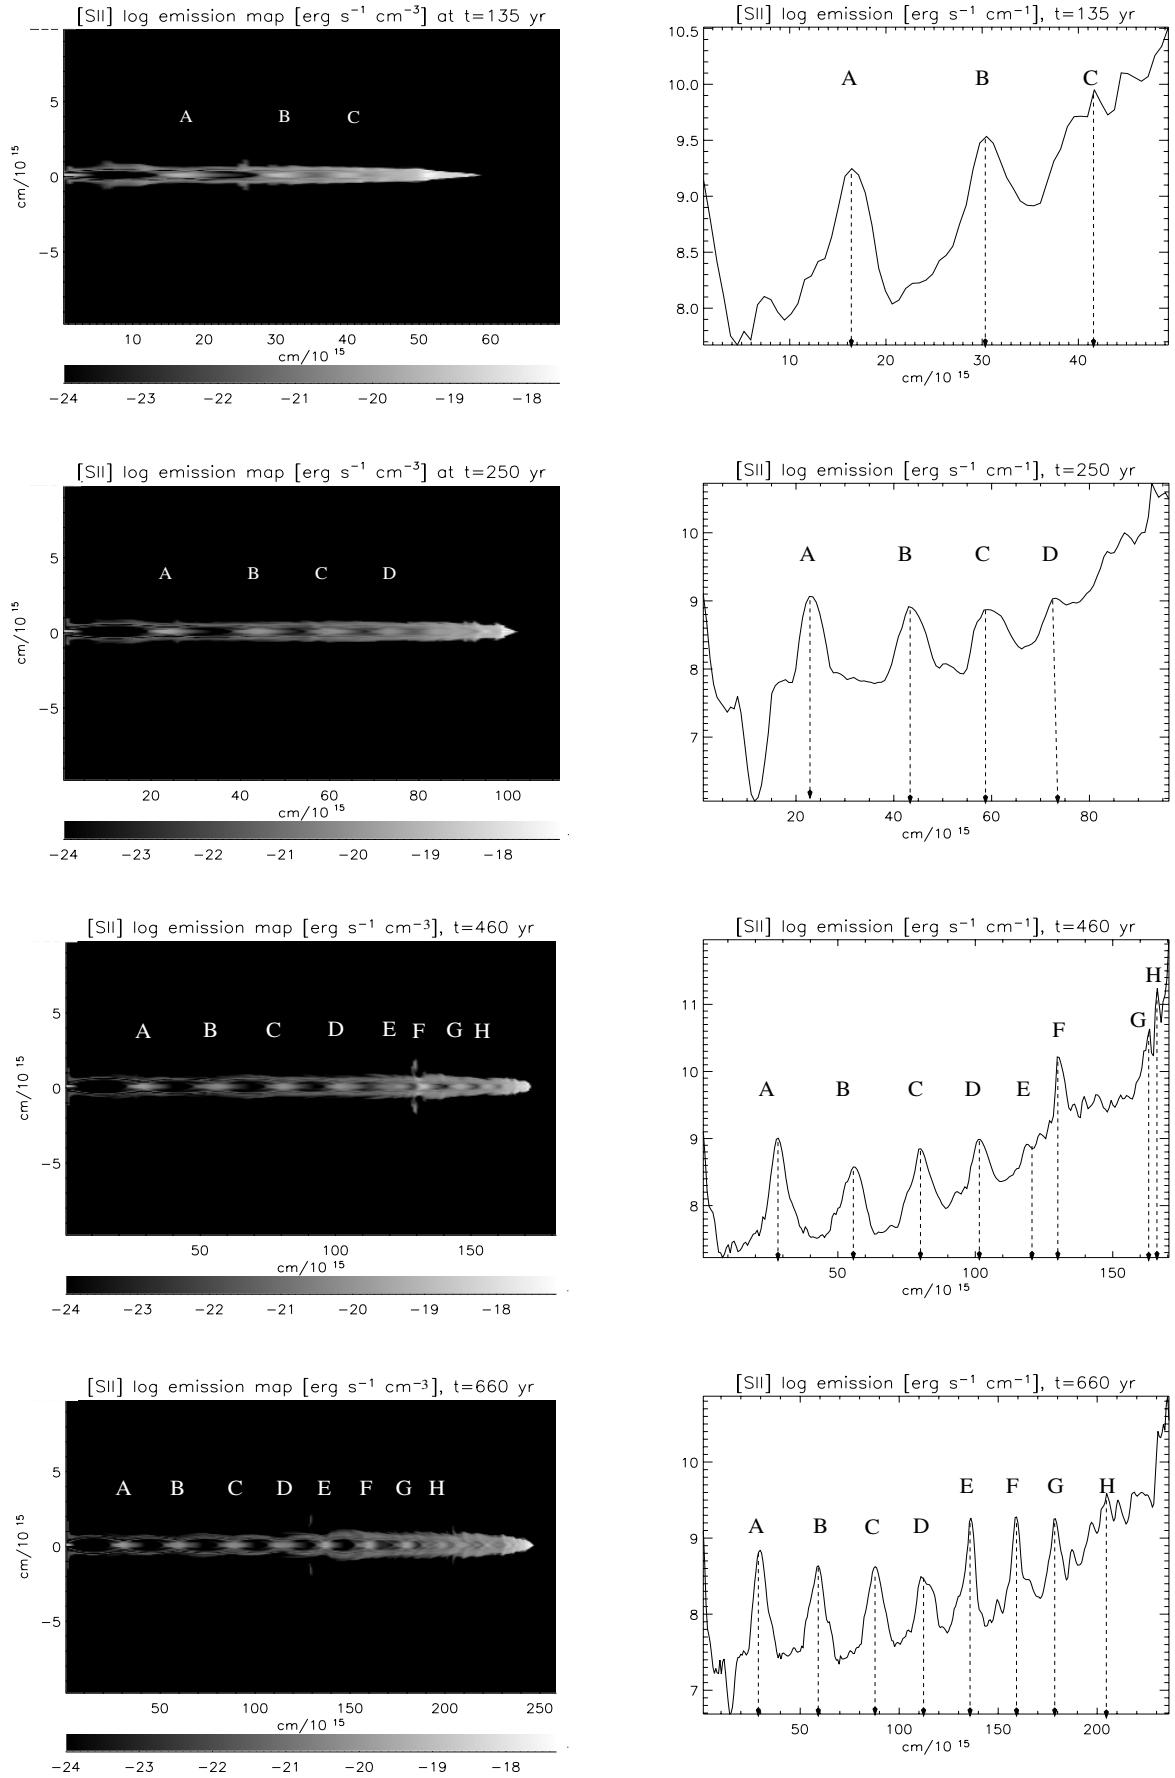 [SII] log emission map [erg s⁻¹ cm⁻³] at t=135 yr
A B C
5
0
−5
cm/10 15
10 20 30 40 50 60
cm/10 15
−24 −23 −22 −21 −20 −19 −18
[SII] log emission [erg s⁻¹ cm⁻¹], t=135 yr
10.5
10.0
9.5
9.0
8.5
8.0
A B C
10 20 30 40
cm/10 15
[SII] log emission map [erg s⁻¹ cm⁻³] at t=250 yr
A B C D
5
0
−5
cm/10 15
20 40 60 80 100
cm/10 15
−24 −23 −22 −21 −20 −19 −18
[SII] log emission [erg s⁻¹ cm⁻¹], t=250 yr
10
9
8
7
A B C D
20 40 60 80
cm/10 15
[SII] log emission map [erg s⁻¹ cm⁻³], t=460 yr
A B C D E F G H
5
0
−5
cm/10 15
50 100 150
cm/10 15
−24 −23 −22 −21 −20 −19 −18
[SII] log emission [erg s⁻¹ cm⁻¹], t=460 yr
11
10
9
8
A B C D E F G H
50 100 150
cm/10 15
[SII] log emission map [erg s⁻¹ cm⁻³], t=660 yr
A B C D E F G H
5
0
−5
cm/10 15
50 100 150 200 250
cm/10 15
−24 −23 −22 −21 −20 −19 −18
[SII] log emission [erg s⁻¹ cm⁻¹], t=660 yr
10
9
8
7
A B C D E F G H
50 100 150 200
cm/10 15